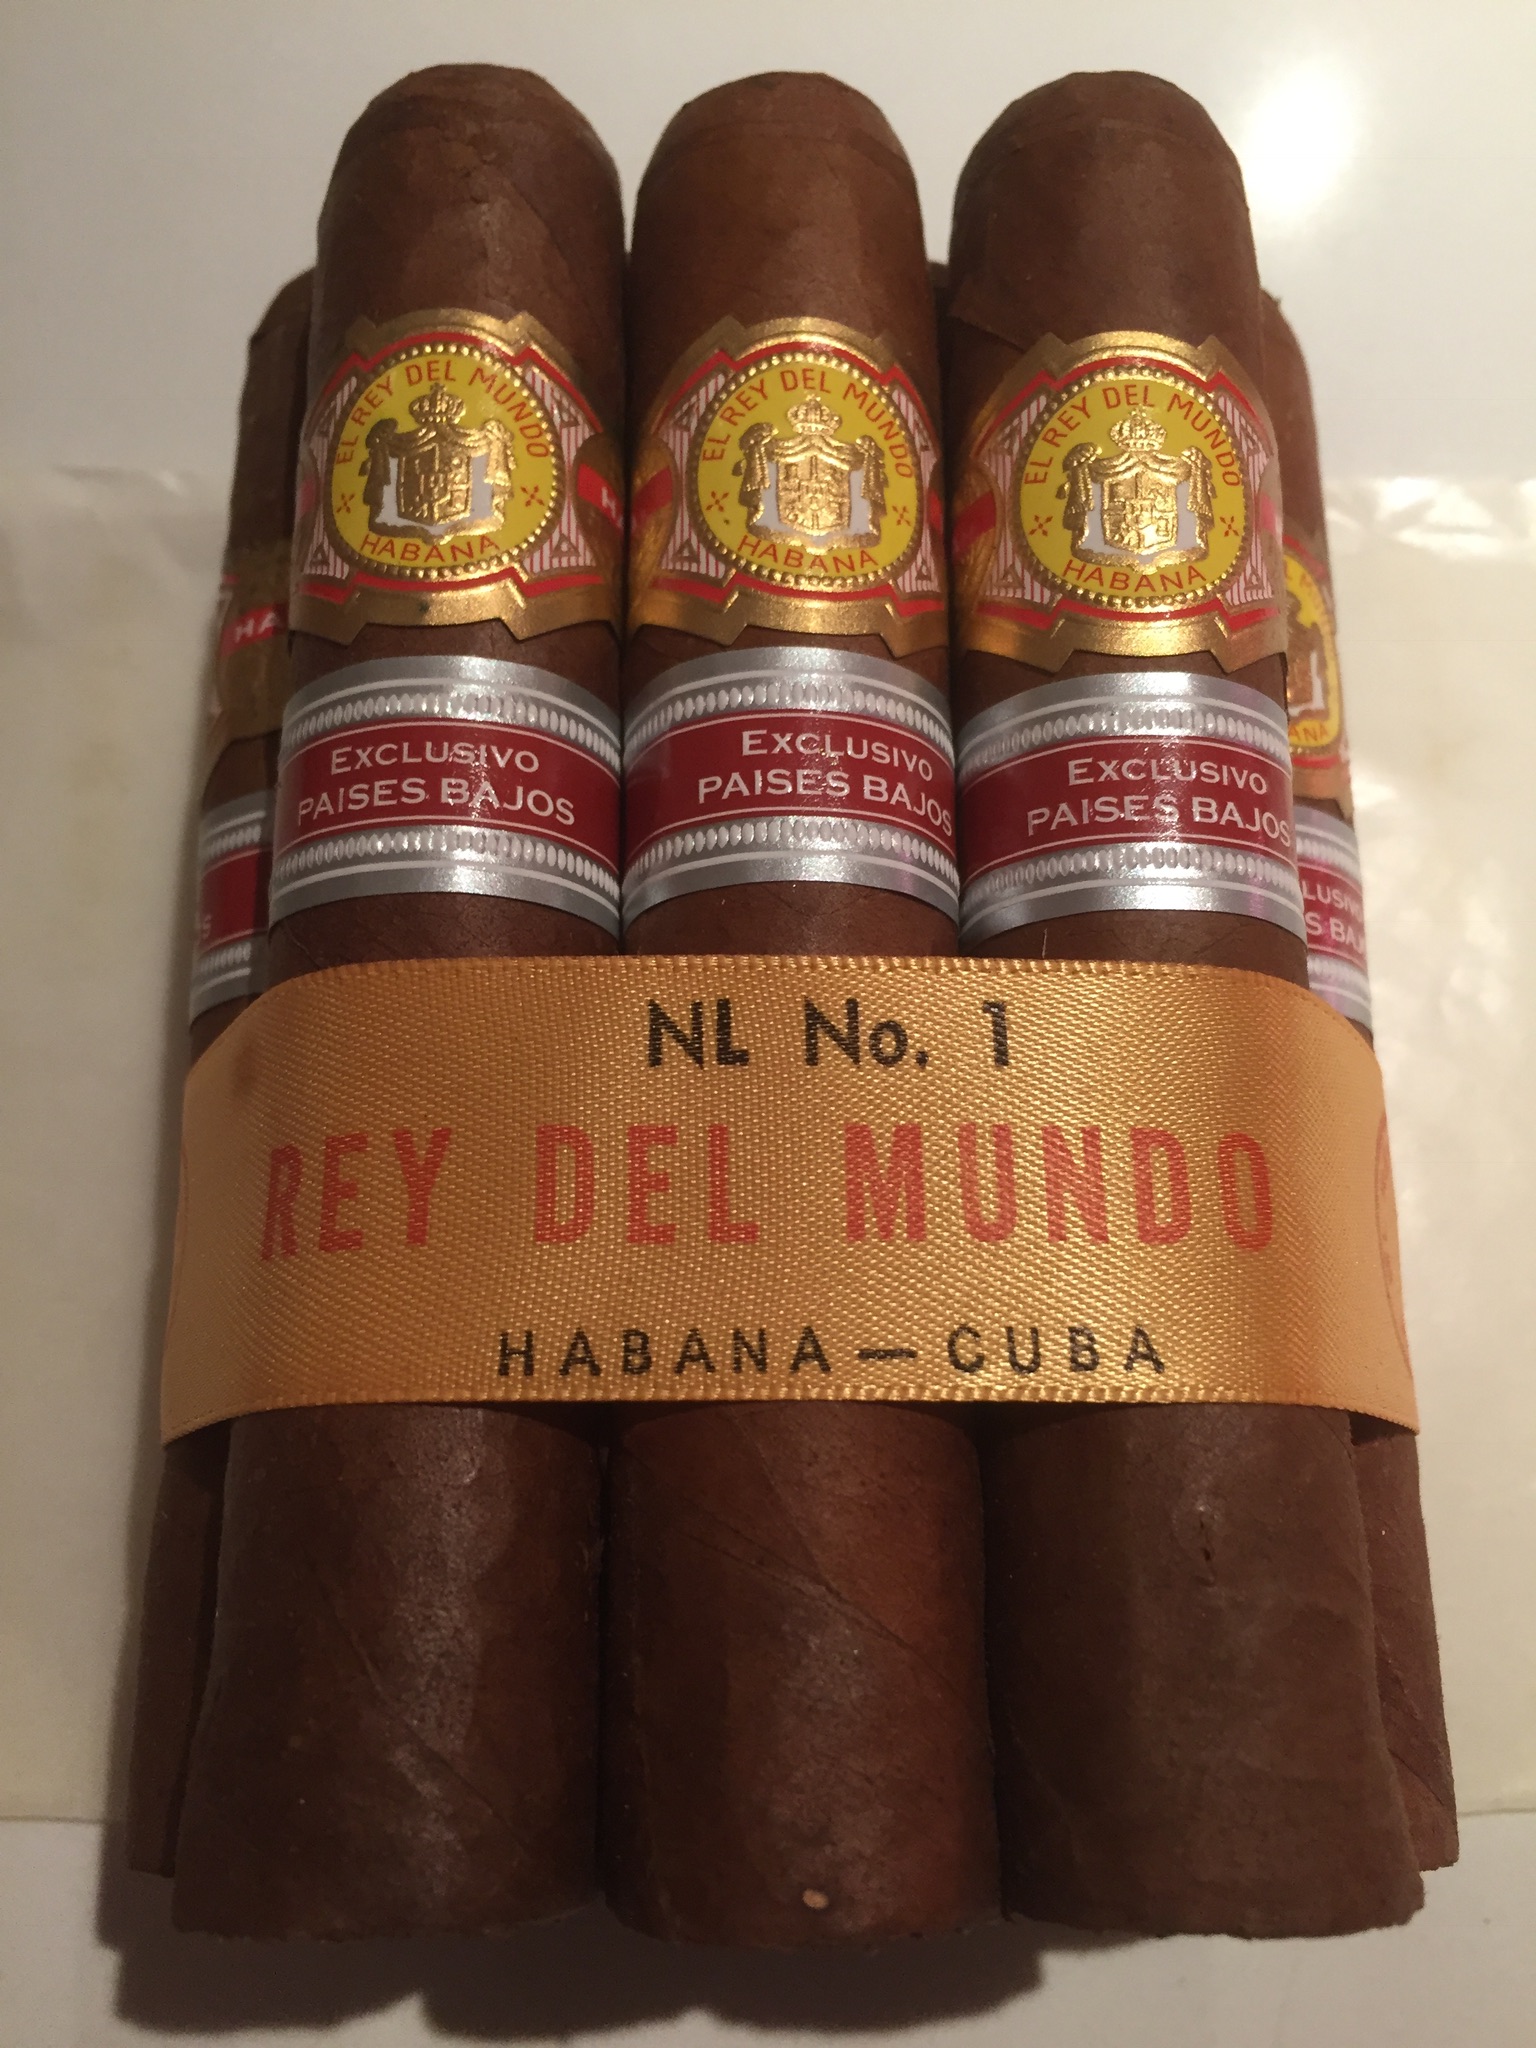 EL REY DEL MUNDO
HABANA
EL REY DEL MUNDO
HABANA
EL REY DEL MUNDO
HABANA
EXCLUSIVO
PAISES BAJOS
EXCLUSIVO
PAISES BAJOS
EXCLUSIVO
PAISES BAJOS
NL No. 1
REY DEL MUNDO
HABANA — CUBA